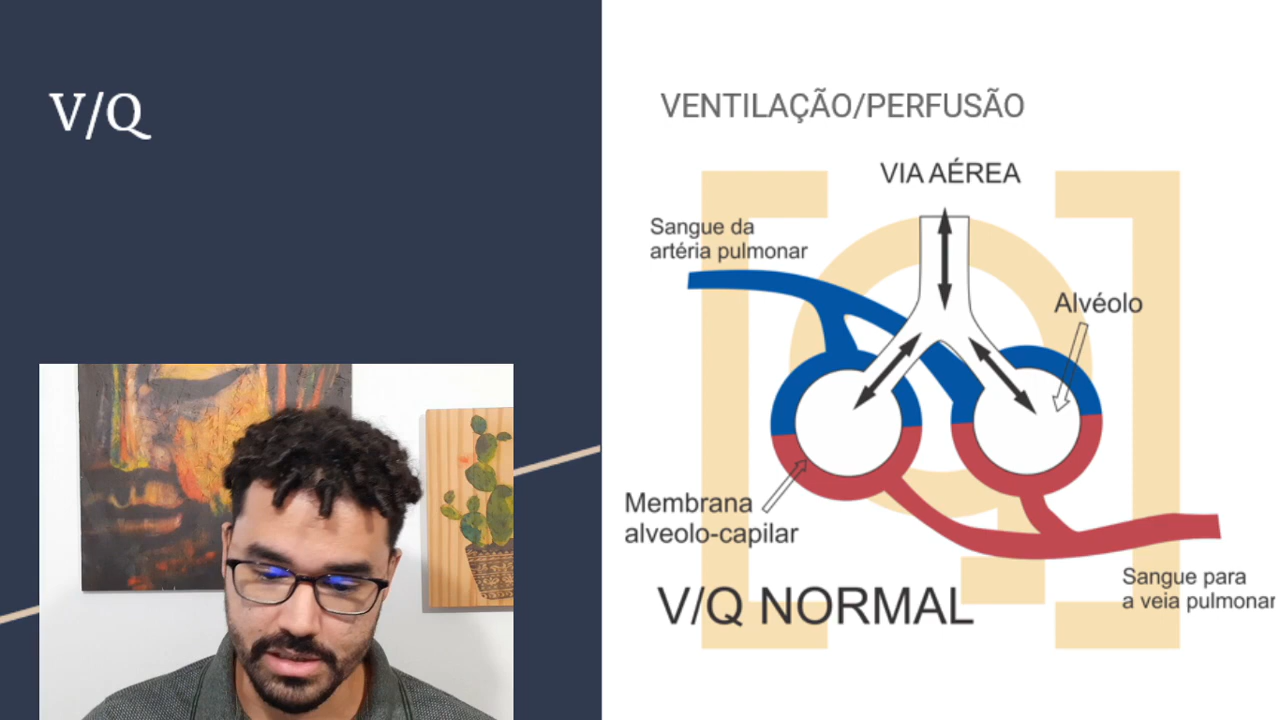 V/Q
VENTILAÇÃO/PERFUSÃO
VIA AÉREA
Sangue da
artéria pulmonar
Alvéolo
Membrana
alveolo-capilar
V/Q NORMAL
Sangue para
a veia pulmonar